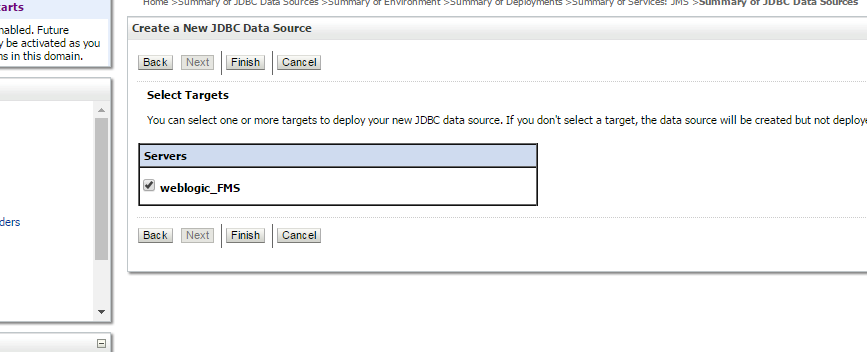 Home >Summary of JDBC Data Sources >Summary of Environment >Summary of Deployments >Summary of Services: JMS >Summary of JDBC Data Sources
arts
nabled. Future
y be activated as you
ns in this domain.
ders
Create a New JDBC Data Source
Back Next Finish Cancel
Select Targets
You can select one or more targets to deploy your new JDBC data source. If you don't select a target, the data source will be created but not deploye
Servers
weblogic_FMS
Back Next Finish Cancel